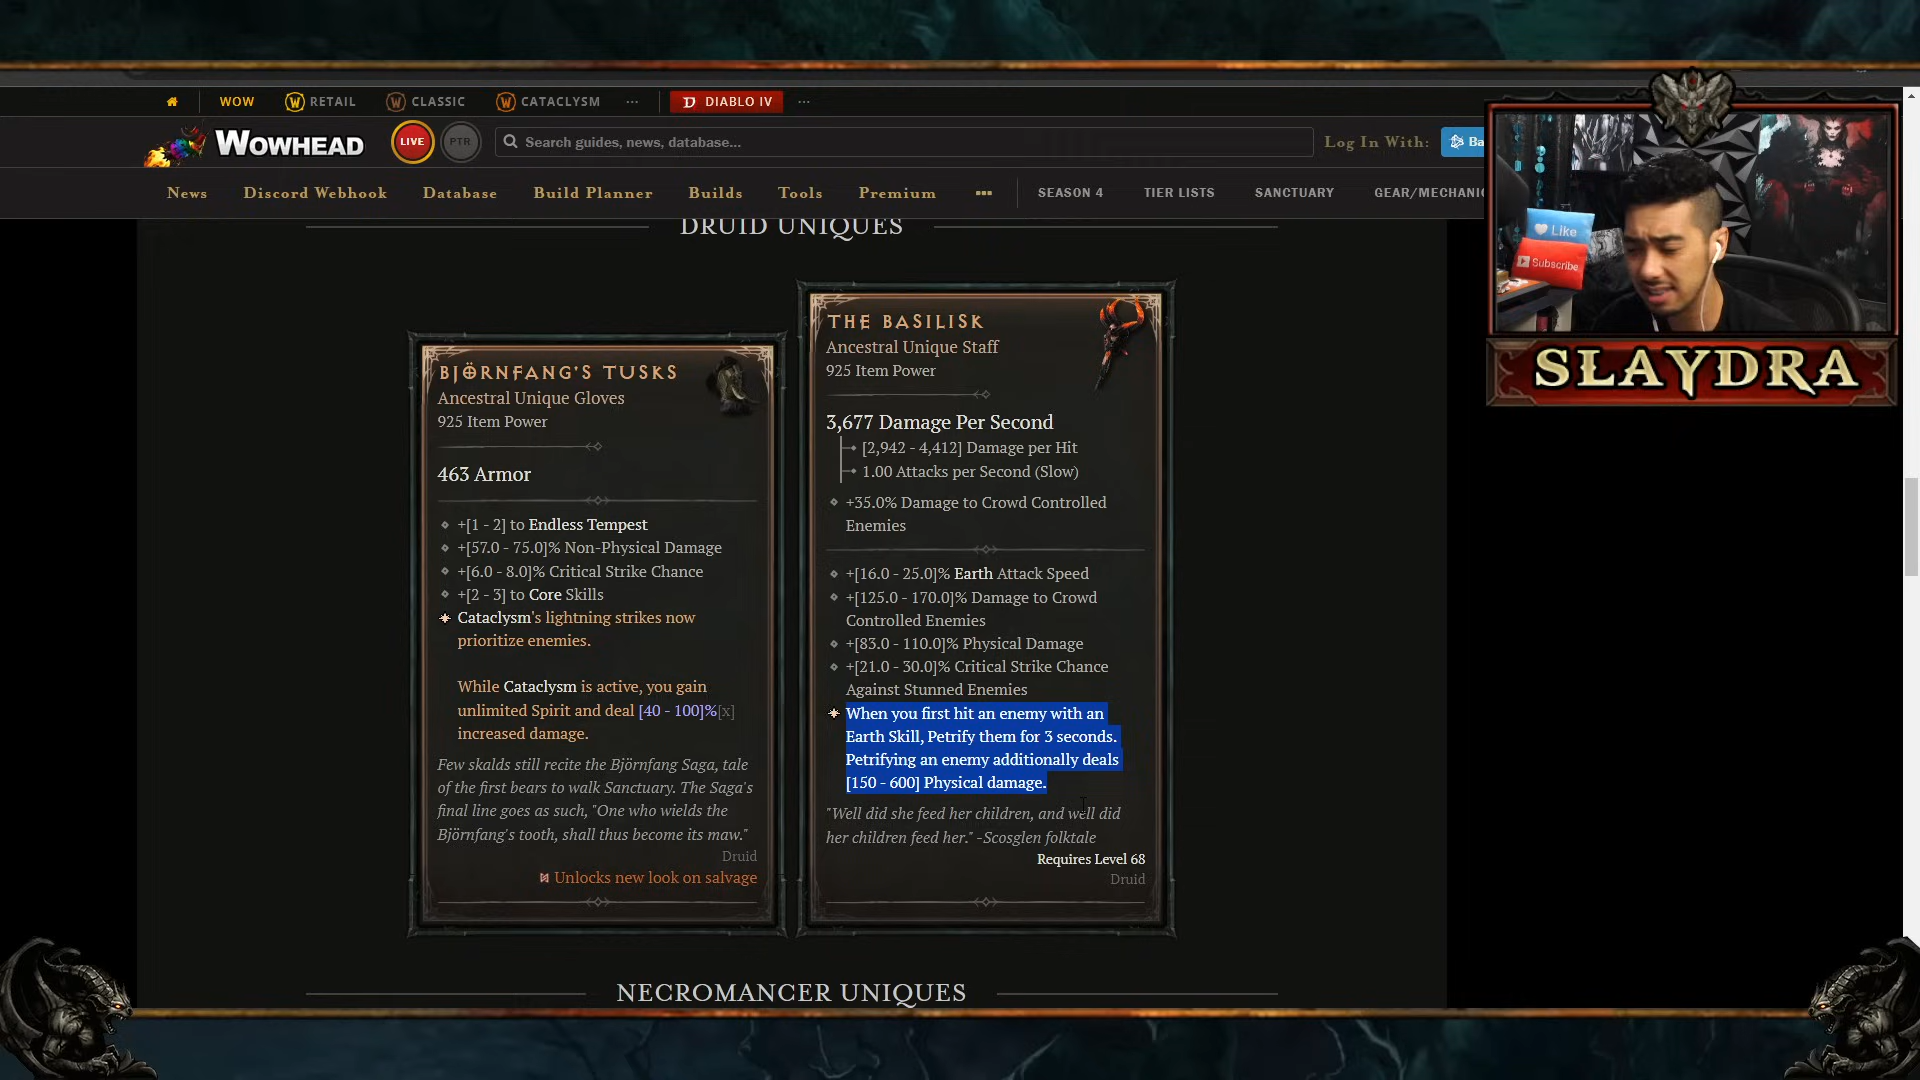 WOW
RETAIL
CLASSIC
CATACLYSM
...
DIABLO IV
...
WOWHEAD
LIVE
PTR
Search guides, news, database...
Log In With:
Ba
News
Discord Webhook
Database
Build Planner
Builds
Tools
Premium
SEASON 4
TIER LISTS
SANCTUARY
GEAR/MECHANIC
Like
Subscribe
SLAYDRA
DRUID UNIQUES
BJÖRNFANG'S TUSKS
Ancestral Unique Gloves
925 Item Power
463 Armor
+[1 - 2] to Endless Tempest
+[57.0 - 75.0]% Non-Physical Damage
+[6.0 - 8.0]% Critical Strike Chance
+[2 - 3] to Core Skills
Cataclysm's lightning strikes now
prioritize enemies.
While Cataclysm is active, you gain
unlimited Spirit and deal [40 - 100]%[x]
increased damage.
Few skalds still recite the Björnfang Saga, tale
of the first bears to walk Sanctuary. The Saga's
final line goes as such, "One who wields the
Björnfang's tooth, shall thus become its maw."
Druid
Unlocks new look on salvage
THE BASILISK
Ancestral Unique Staff
925 Item Power
3,677 Damage Per Second
[2,942 - 4,412] Damage per Hit
1.00 Attacks per Second (Slow)
+35.0% Damage to Crowd Controlled
Enemies
+[16.0 - 25.0]% Earth Attack Speed
+[125.0 - 170.0]% Damage to Crowd
Controlled Enemies
+[83.0 - 110.0]% Physical Damage
+[21.0 - 30.0]% Critical Strike Chance
Against Stunned Enemies
When you first hit an enemy with an
Earth Skill, Petrify them for 3 seconds.
Petrifying an enemy additionally deals
[150 - 600] Physical damage.
"Well did she feed her children, and well did
her children feed her." -Scosglen folktale
Requires Level 68
Druid
NECROMANCER UNIQUES